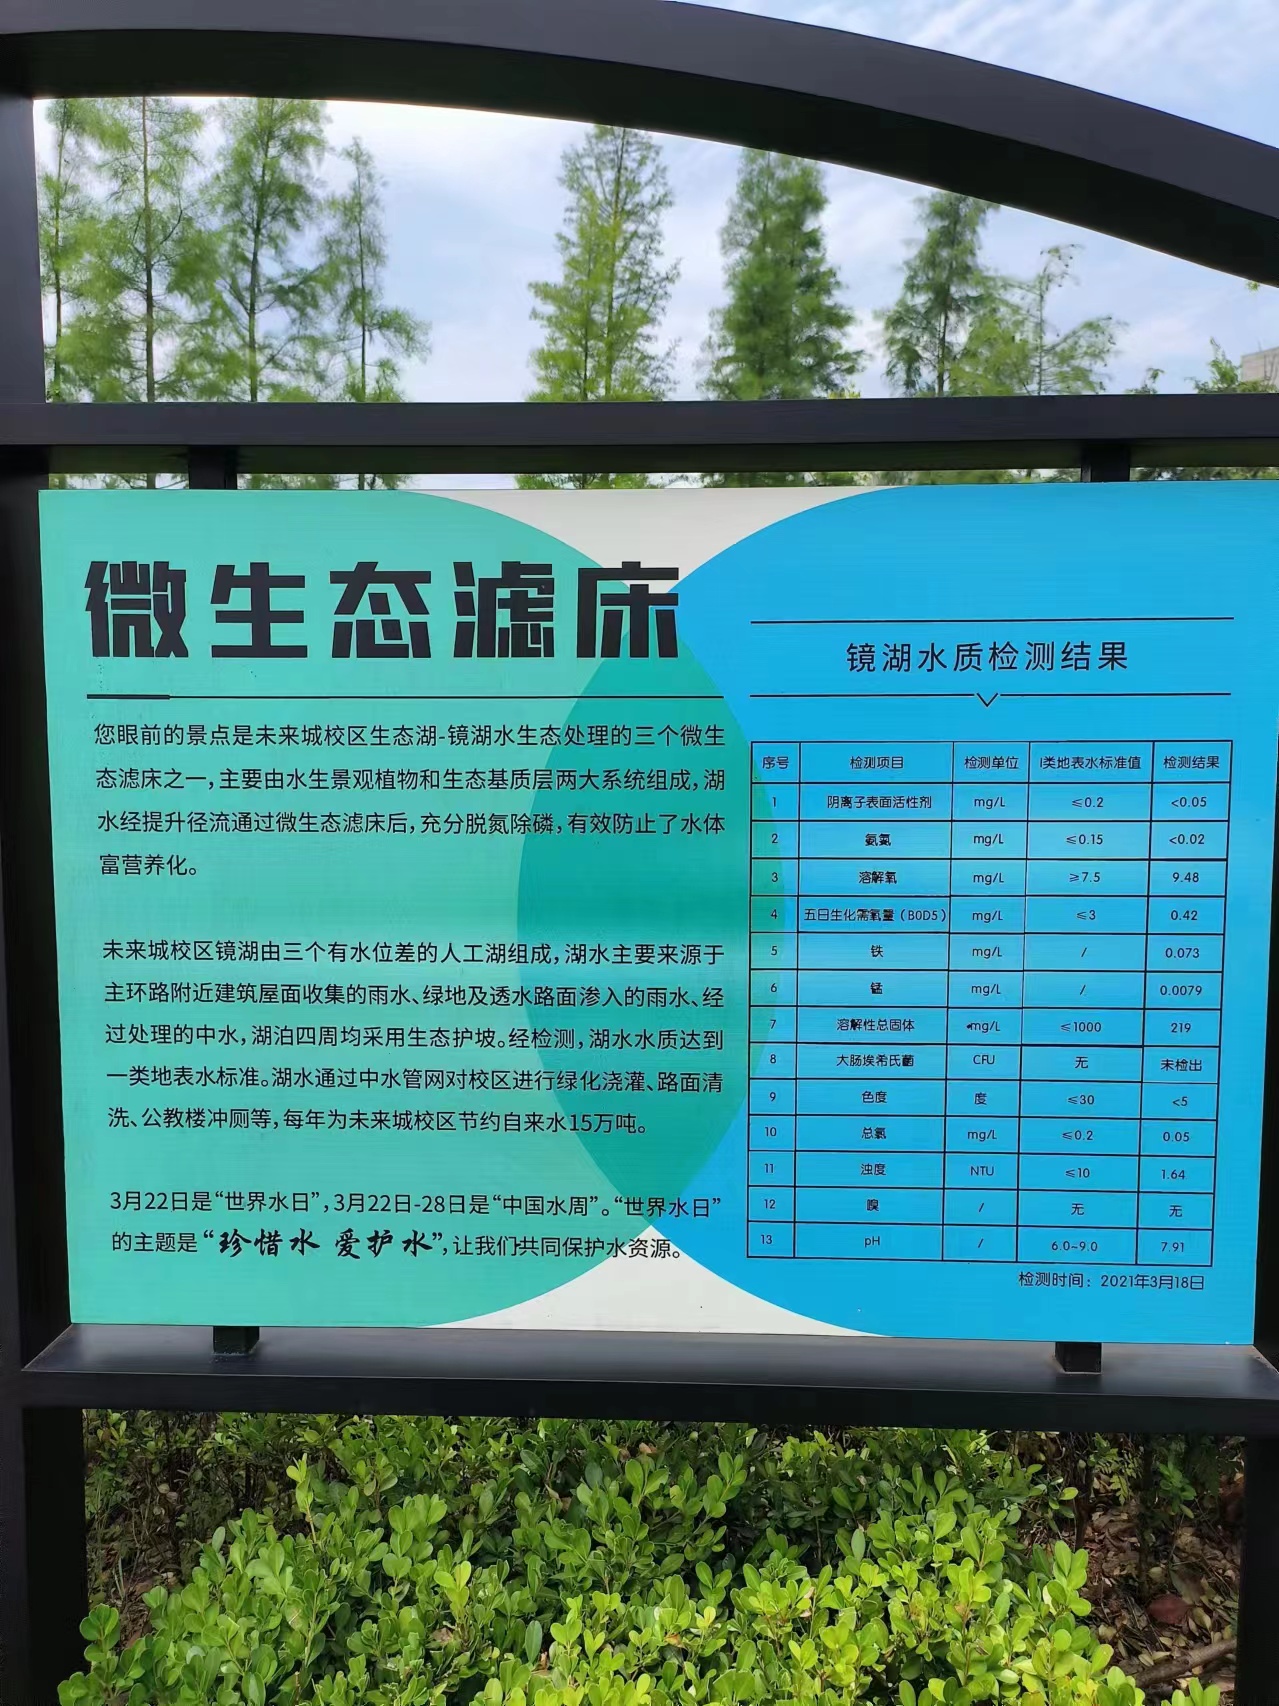 微生态滤床
您眼前的景点是未来城校区生态湖-镜湖水生态处理的三个微生
态滤床之一，主要由水生景观植物和生态基质层两大系统组成，湖
水经提升径流通过微生态滤床后，充分脱氮除磷，有效防止了水体
富营养化。
未来城校区镜湖由三个有水位差的人工湖组成，湖水主要来源于
主环路附近建筑屋面收集的雨水、绿地及透水路面渗入的雨水、经
过处理的中水，湖泊四周均采用生态护坡。经检测，湖水水质达到
一类地表水标准。湖水通过中水管网对校区进行绿化浇灌、路面清
洗、公教楼冲厕等，每年为未来城校区节约自来水15万吨。
3月22日是“世界水日”，3月22日-28日是“中国水周”。“世界水日”
的主题是“珍惜水 爱护水”，让我们共同保护水资源。
镜湖水质检测结果
序号 检测项目 检测单位 I类地表水标准值 检测结果
1 阴离子表面活性剂 mg/L ≤0.2 <0.05
2 氨氮 mg/L ≤0.15 <0.02
3 溶解氧 mg/L ≥7.5 9.48
4 五日生化需氧量（BOD5） mg/L ≤3 0.42
5 铁 mg/L / 0.073
6 锰 mg/L / 0.0079
7 溶解性总固体 mg/L ≤1000 219
8 大肠埃希氏菌 CFU 无 未检出
9 色度 度 ≤30 <5
10 总氯 mg/L ≤0.2 0.05
11 浊度 NTU ≤10 1.64
12 嗅 / 无 无
13 pH / 6.0~9.0 7.91
检测时间：2021年3月18日